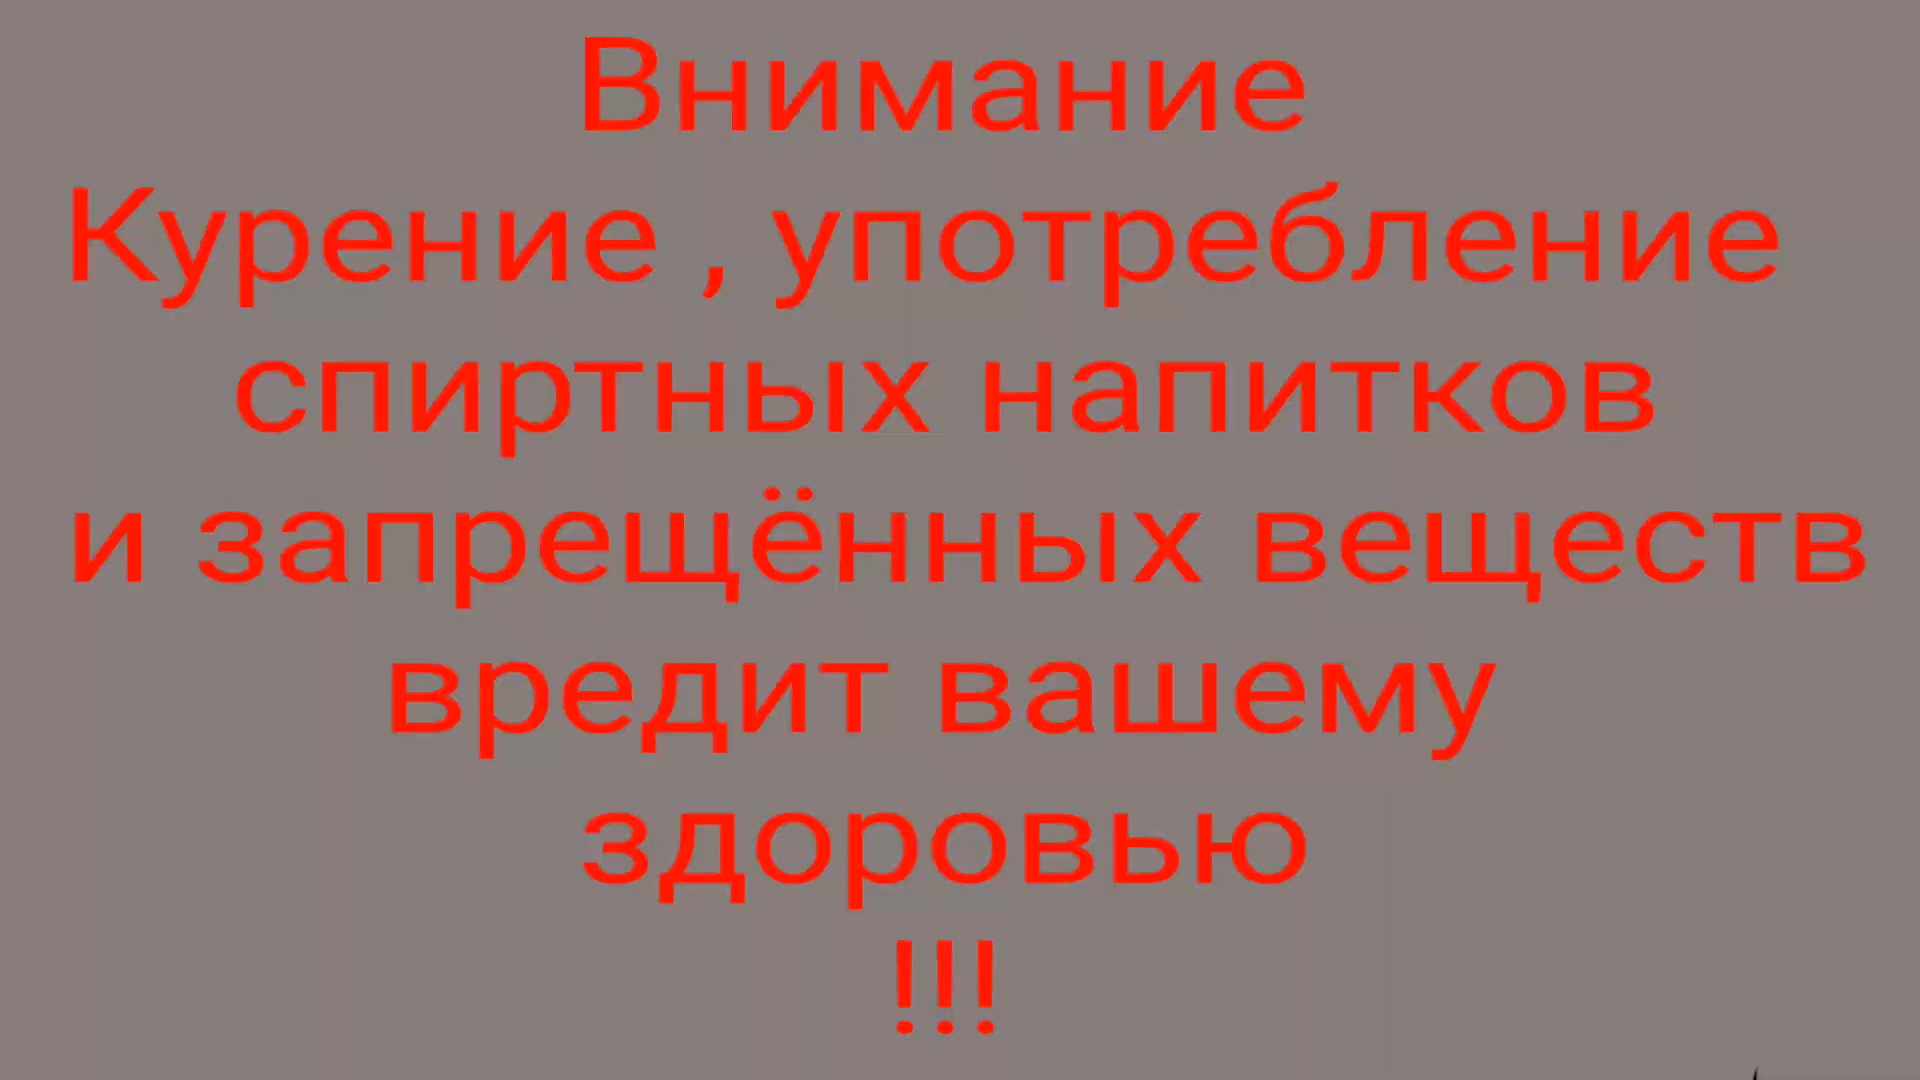 Внимание
Курение , употребление
спиртных напитков
и запрещённых веществ
вредит вашему
здоровью
!!!